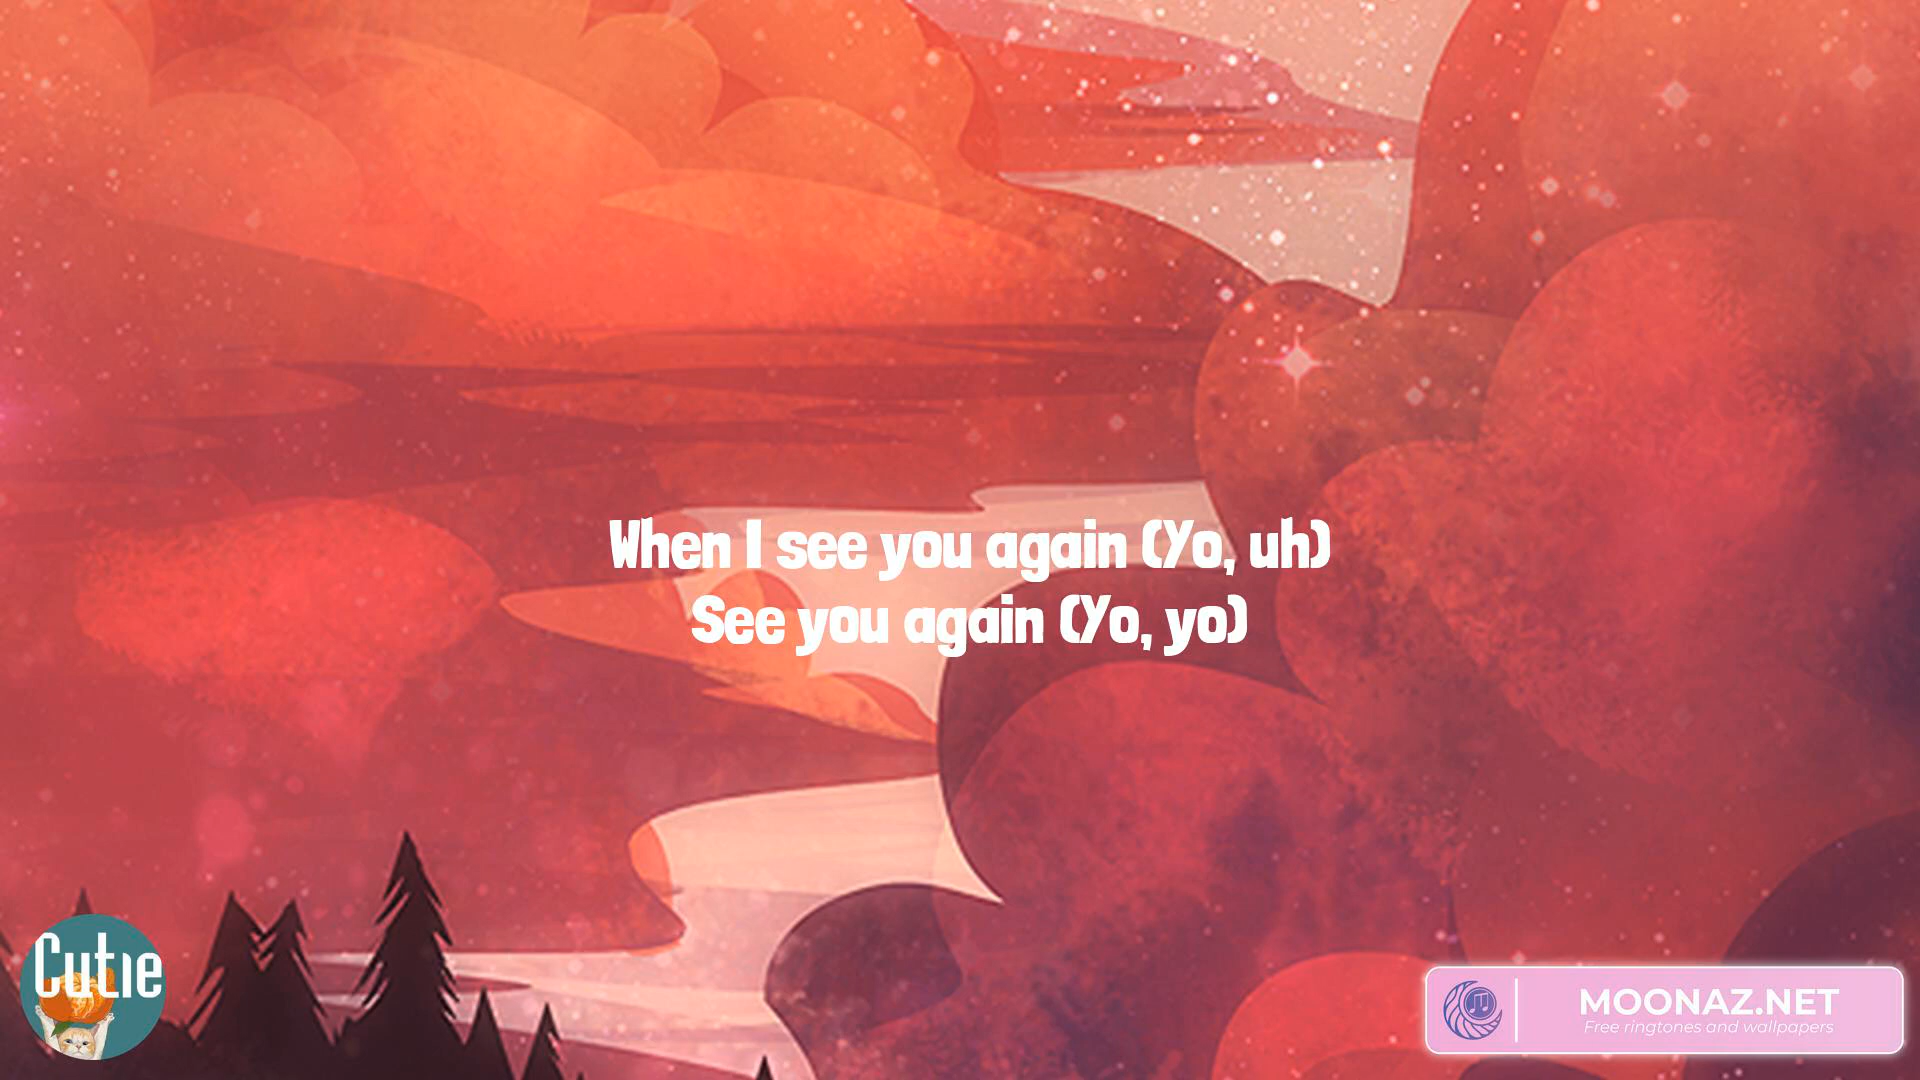 When I see you again (Yo, uh)
See you again (Yo, yo)
Cutie
MOONAZ.NET
Free ringtones and wallpapers